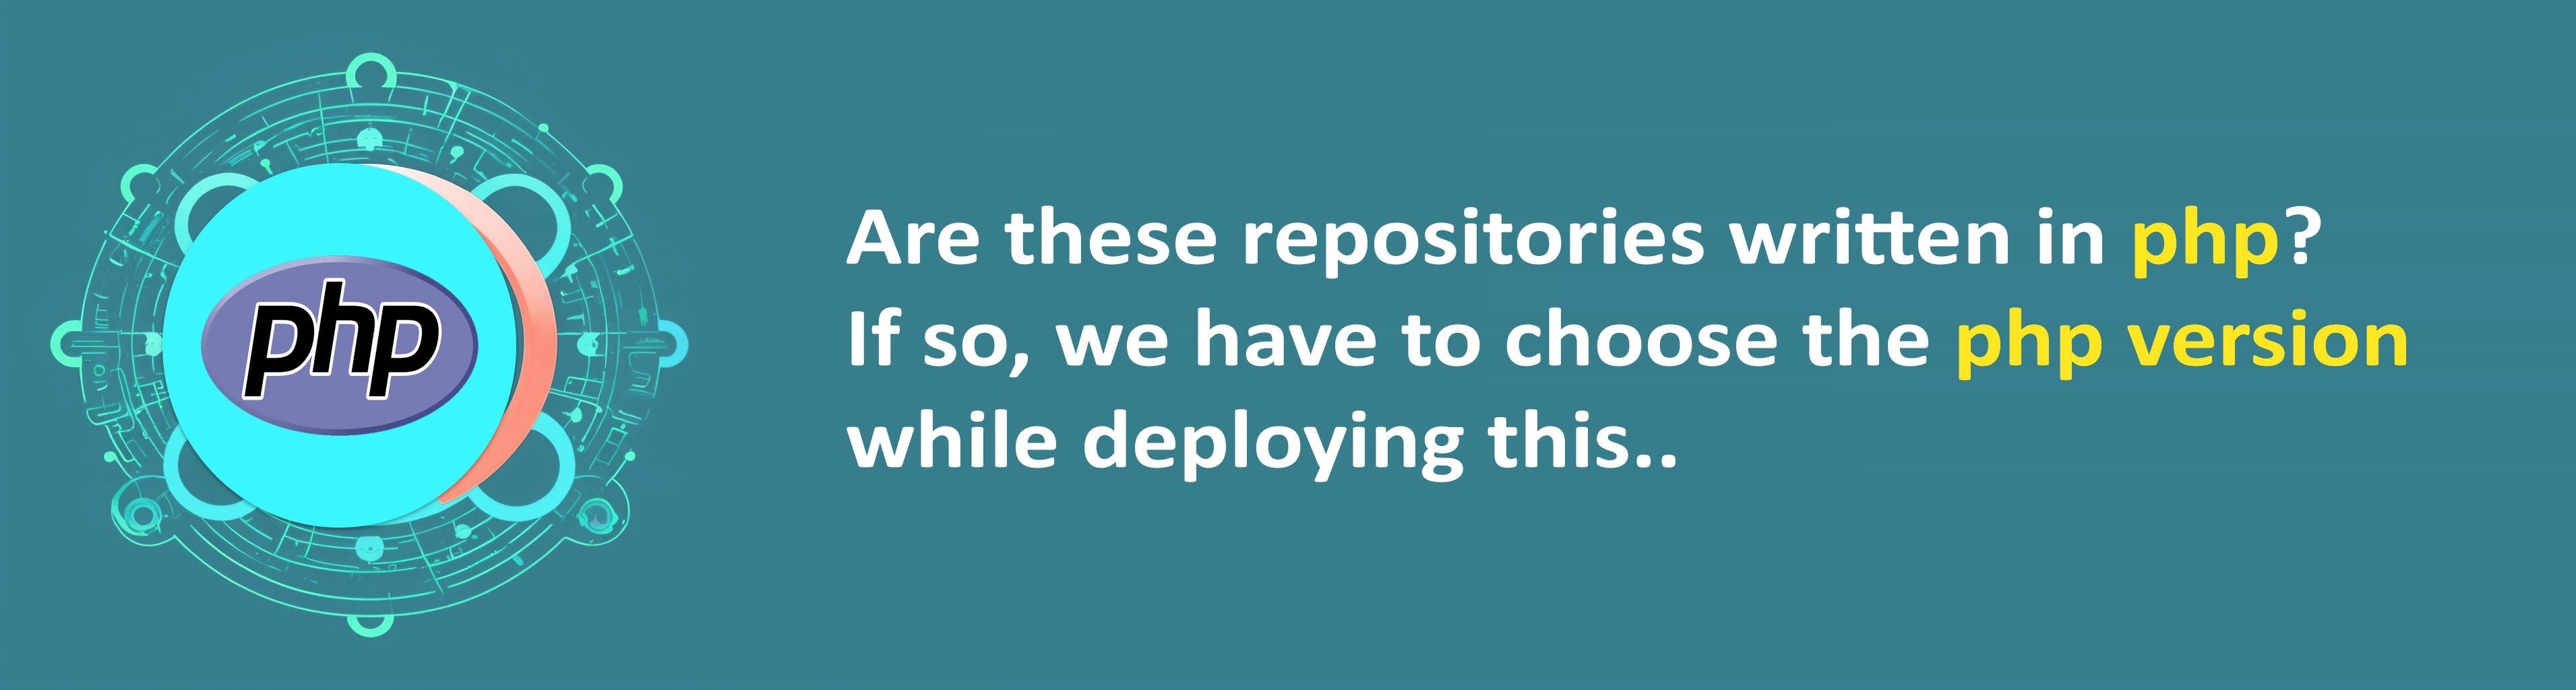 php
Are these repositories written in php?
If so, we have to choose the php version
while deploying this..